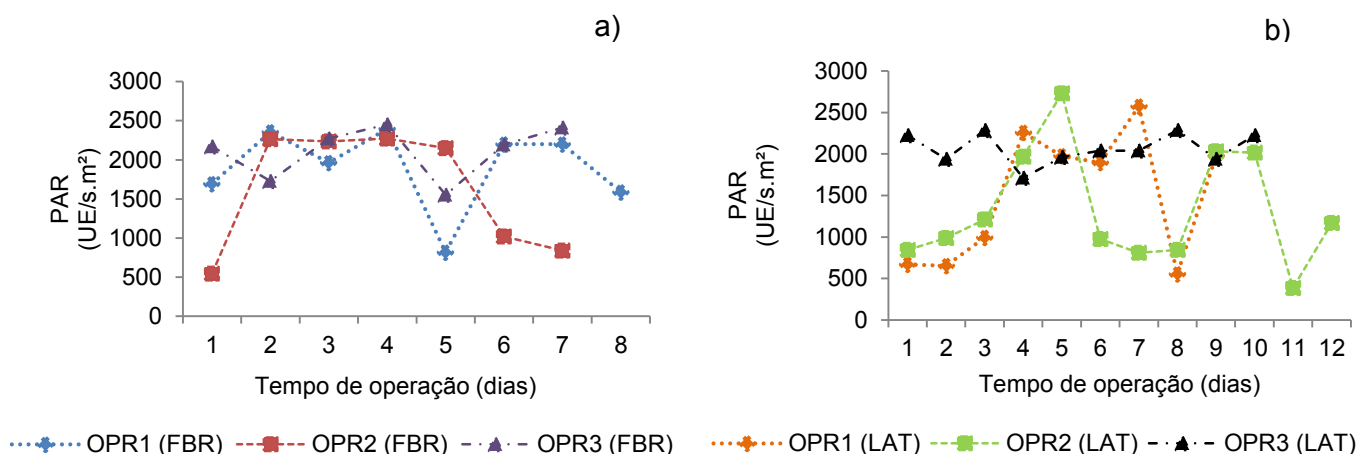 a)
3000
2500
2000
1500
1000
500
0
PAR
(UE/s.m²)
1 2 3 4 5 6 7 8
Tempo de operação (dias)
OPR1 (FBR) OPR2 (FBR) OPR3 (FBR)
b)
3000
2500
2000
1500
1000
500
0
PAR
(UE/s.m²)
1 2 3 4 5 6 7 8 9 10 11 12
Tempo de operação (dias)
OPR1 (LAT) OPR2 (LAT) OPR3 (LAT)